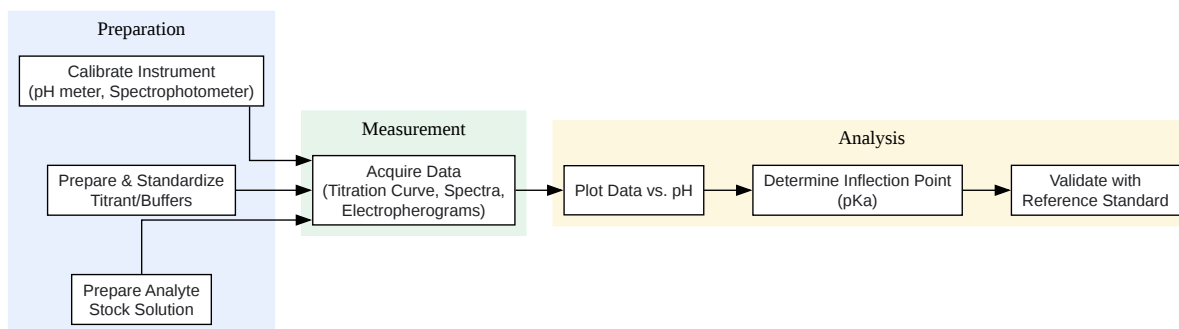 Preparation
Calibrate Instrument
(pH meter, Spectrophotometer)
Prepare & Standardize
Titrant/Buffers
Prepare Analyte
Stock Solution
Measurement
Acquire Data
(Titration Curve, Spectra,
Electropherograms)
Analysis
Plot Data vs. pH
Determine Inflection Point
(pKa)
Validate with
Reference Standard